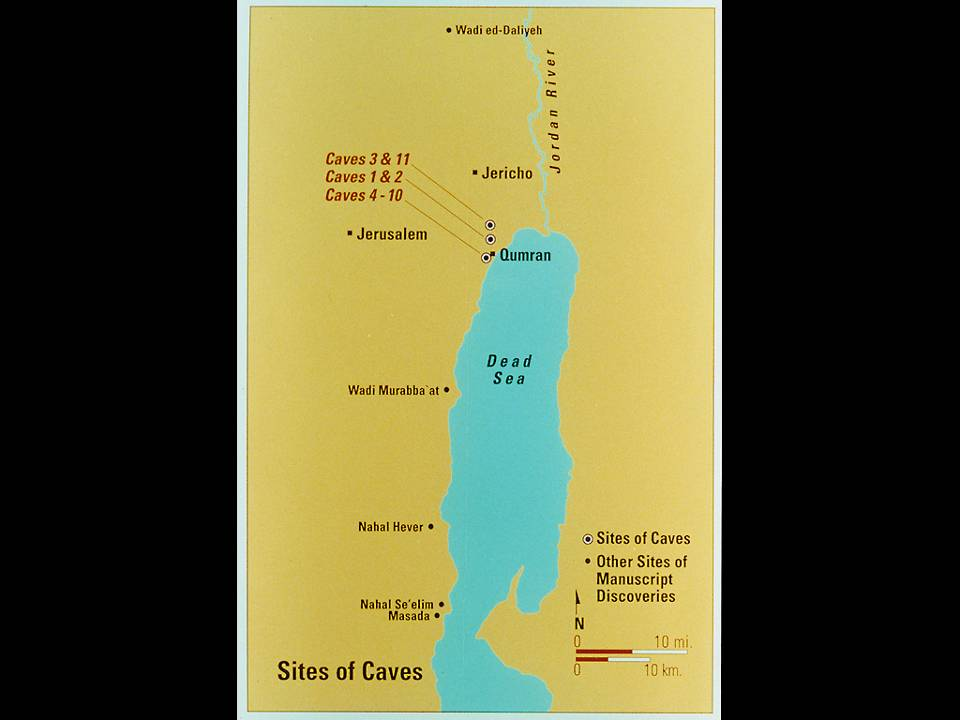 Wadi ed-Daliyeh
Jordan River
Caves 3 & 11
Caves 1 & 2
Caves 4 - 10
Jericho
Jerusalem
Qumran
Dead
Sea
Wadi Murabba`at
Nahal Hever
Sites of Caves
Other Sites of
Manuscript
Discoveries
Nahal Se'elim
Masada
N
0 10 mi.
0 10 km.
Sites of Caves